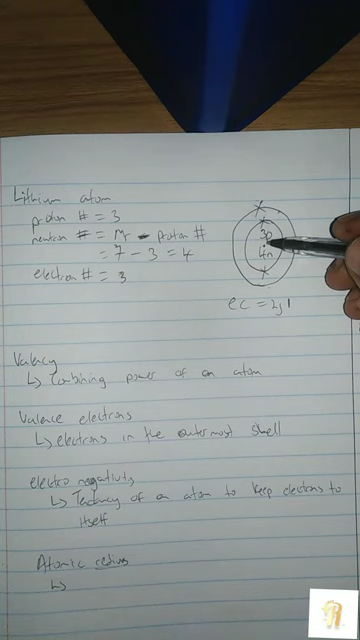 Lithium atom
proton # = 3
neutron # = Mr - proton #
= 7 - 3 = 4
electron # = 3
3p
4n
ec = 2,1
Valency
↳ Combining power of an atom
Valence electrons
↳ electrons in the outermost shell
electro negativity
↳ Tendency of an atom to keep electrons to
itself
Atomic radius
↳